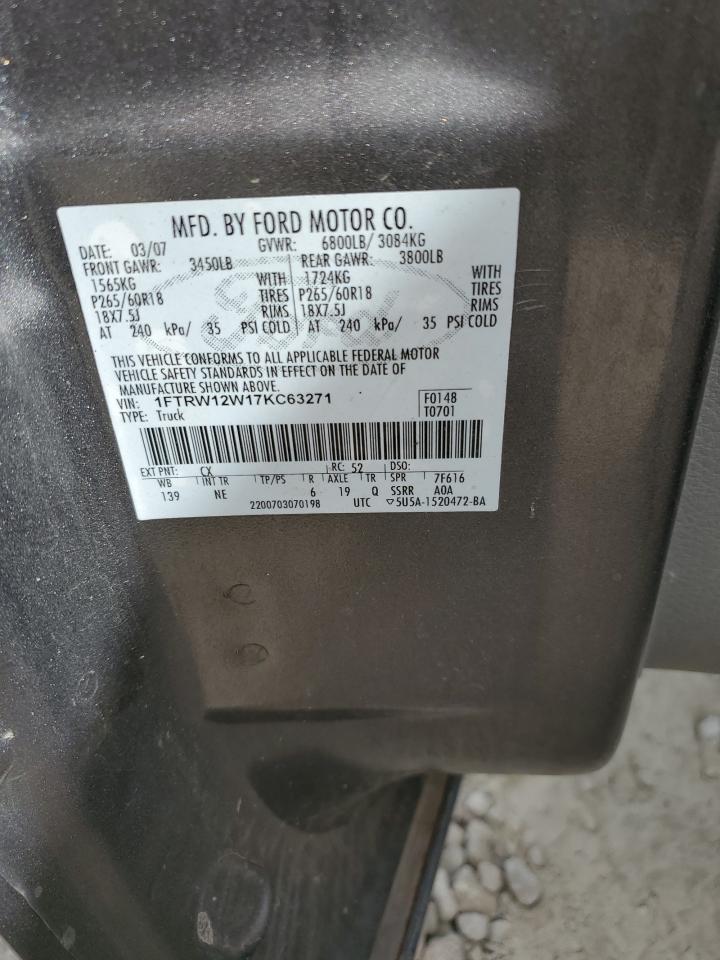 MFD. BY FORD MOTOR CO.
DATE: 03/07 GVWR: 6800LB/ 3084KG
FRONT GAWR: 3450LB REAR GAWR: 3800LB
1565KG WITH 1724KG WITH
P265/60R18 TIRES P265/60R18 TIRES
18X7.5J RIMS 18X7.5J RIMS
AT 240 kPa/ 35 PSI COLD AT 240 kPa/ 35 PSI COLD
Ford
THIS VEHICLE CONFORMS TO ALL APPLICABLE FEDERAL MOTOR
VEHICLE SAFETY STANDARDS IN EFFECT ON THE DATE OF
MANUFACTURE SHOWN ABOVE.
VIN: 1FTRW12W17KC63271 F0148
TYPE: Truck T0701
EXT PNT: CX RC: 52 DSO:
WB INT TR TP/PS R AXLE TR SPR 7F616
139 NE 6 19 Q SSRR A0A
2200703070198 UTC ▽5U5A-1520472-BA